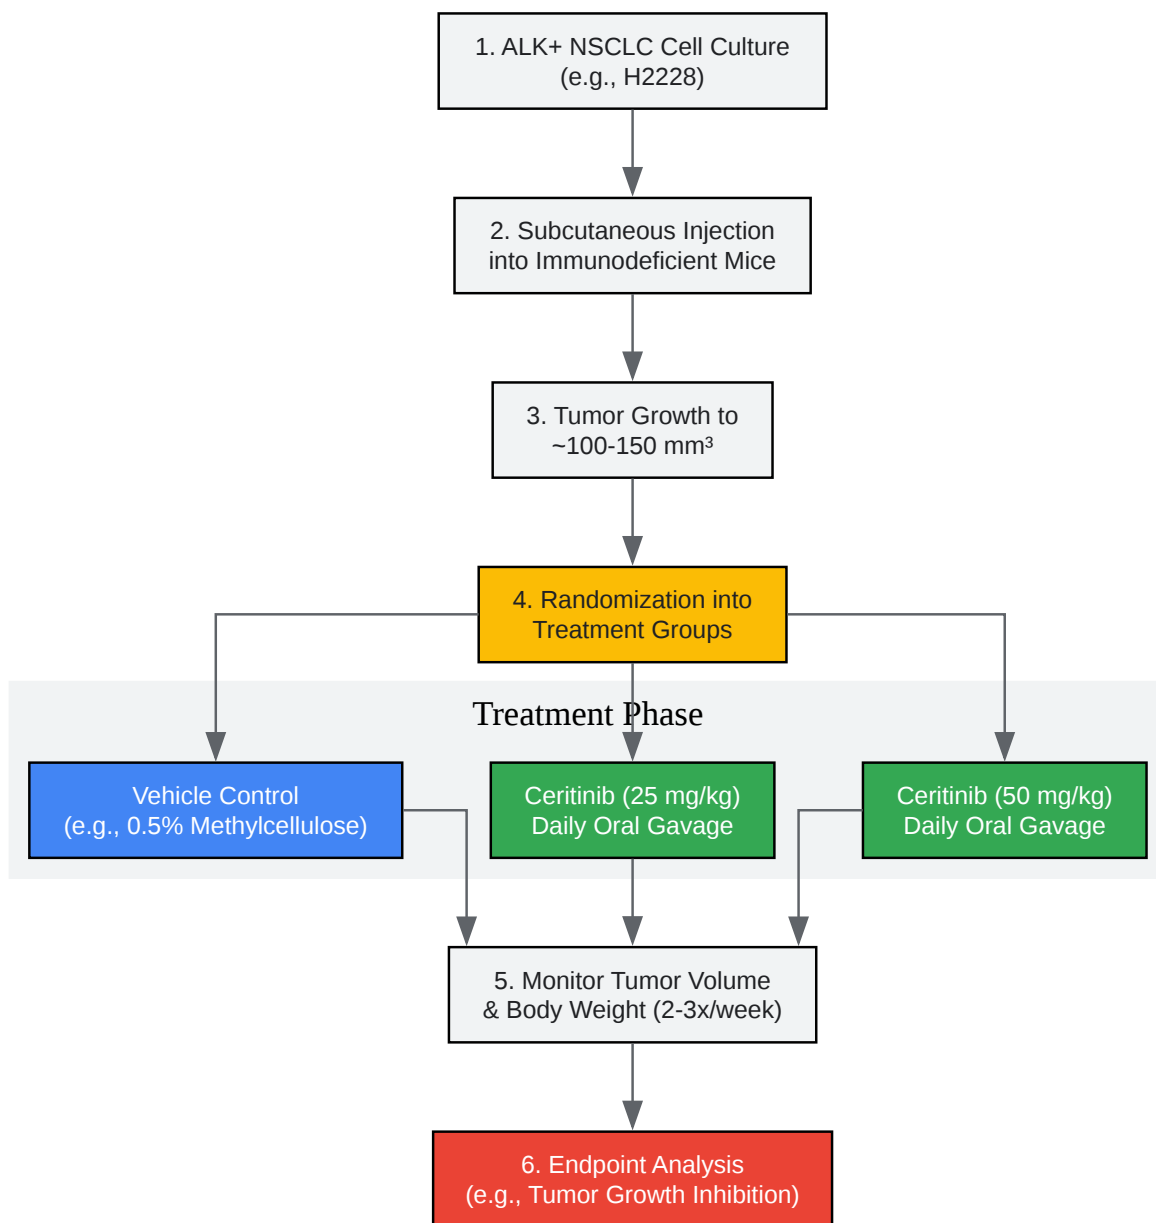 1. ALK+ NSCLC Cell Culture
(e.g., H2228)
2. Subcutaneous Injection
into Immunodeficient Mice
3. Tumor Growth to
~100-150 mm³
4. Randomization into
Treatment Groups
Treatment Phase
Vehicle Control
(e.g., 0.5% Methylcellulose)
Ceritinib (25 mg/kg)
Daily Oral Gavage
Ceritinib (50 mg/kg)
Daily Oral Gavage
5. Monitor Tumor Volume
& Body Weight (2-3x/week)
6. Endpoint Analysis
(e.g., Tumor Growth Inhibition)